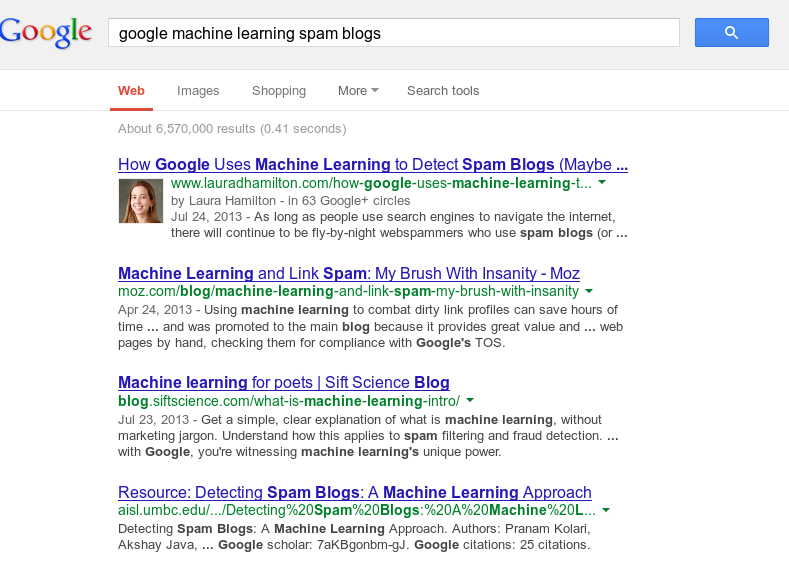 Google
google machine learning spam blogs
Web Images Shopping More Search tools
About 6,570,000 results (0.41 seconds)
How Google Uses Machine Learning to Detect Spam Blogs (Maybe ...
www.lauradhamilton.com/how-google-uses-machine-learning-t...
by Laura Hamilton - in 63 Google+ circles
Jul 24, 2013 - As long as people use search engines to navigate the internet,
there will continue to be fly-by-night webspammers who use spam blogs (or ...
Machine Learning and Link Spam: My Brush With Insanity - Moz
moz.com/blog/machine-learning-and-link-spam-my-brush-with-insanity
Apr 24, 2013 - Using machine learning to combat dirty link profiles can save hours of
time ... and was promoted to the main blog because it provides great value and ... web
pages by hand, checking them for compliance with Google's TOS.
Machine learning for poets | Sift Science Blog
blog.siftscience.com/what-is-machine-learning-intro/
Jul 23, 2013 - Get a simple, clear explanation of what is machine learning, without
marketing jargon. Understand how this applies to spam filtering and fraud detection. ...
with Google, you're witnessing machine learning's unique power.
Resource: Detecting Spam Blogs: A Machine Learning Approach
aisl.umbc.edu/.../Detecting%20Spam%20Blogs:%20A%20Machine%20L...
Detecting Spam Blogs: A Machine Learning Approach. Authors: Pranam Kolari,
Akshay Java, ... Google scholar: 7aKBgonbm-gJ. Google citations: 25 citations.